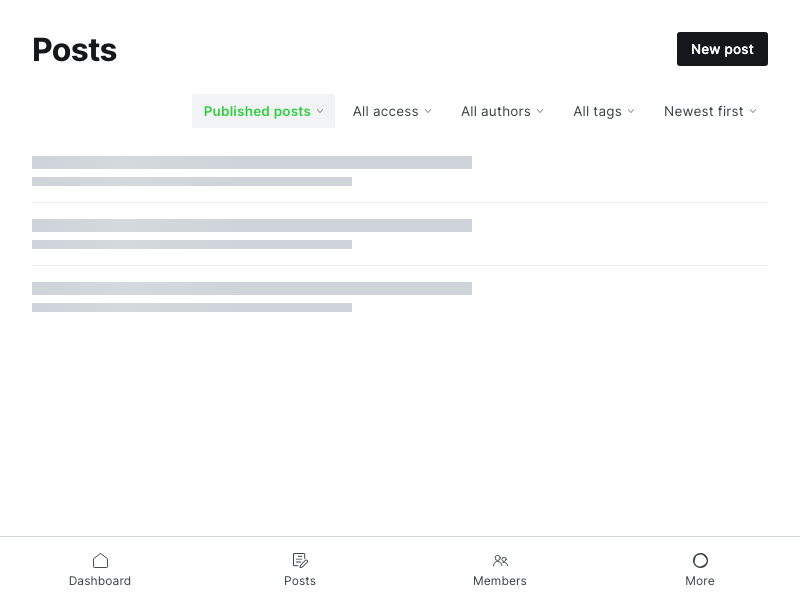 Posts
New post
Published posts
All access
All authors
All tags
Newest first
Dashboard
Posts
Members
More